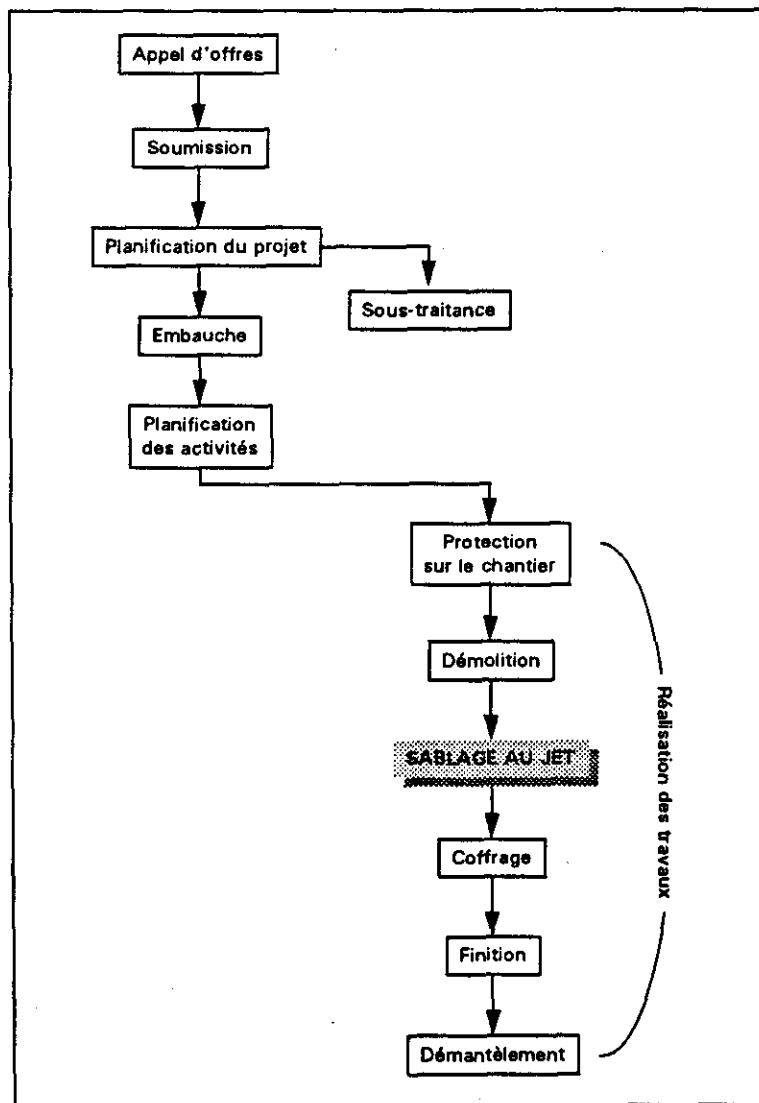 Appel d'offres
Soumission
Planification du projet
Sous-traitance
Embauche
Planification
des activités
Protection
sur le chantier
Démolition
SABLAGE AU JET
Coffrage
Finition
Démantèlement
Réalisation des travaux